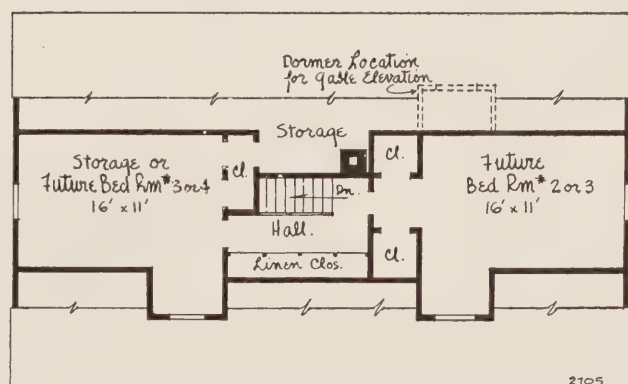 Dormer Location
for Gable Elevation
Storage
Storage or
Future Bed Rm # 3 or 4
16' x 11'
Cl.
Cl.
Future
Bed Rm # 2 or 3
16' x 11'
Dn.
Hall.
Linen Clos.
Cl.
2705